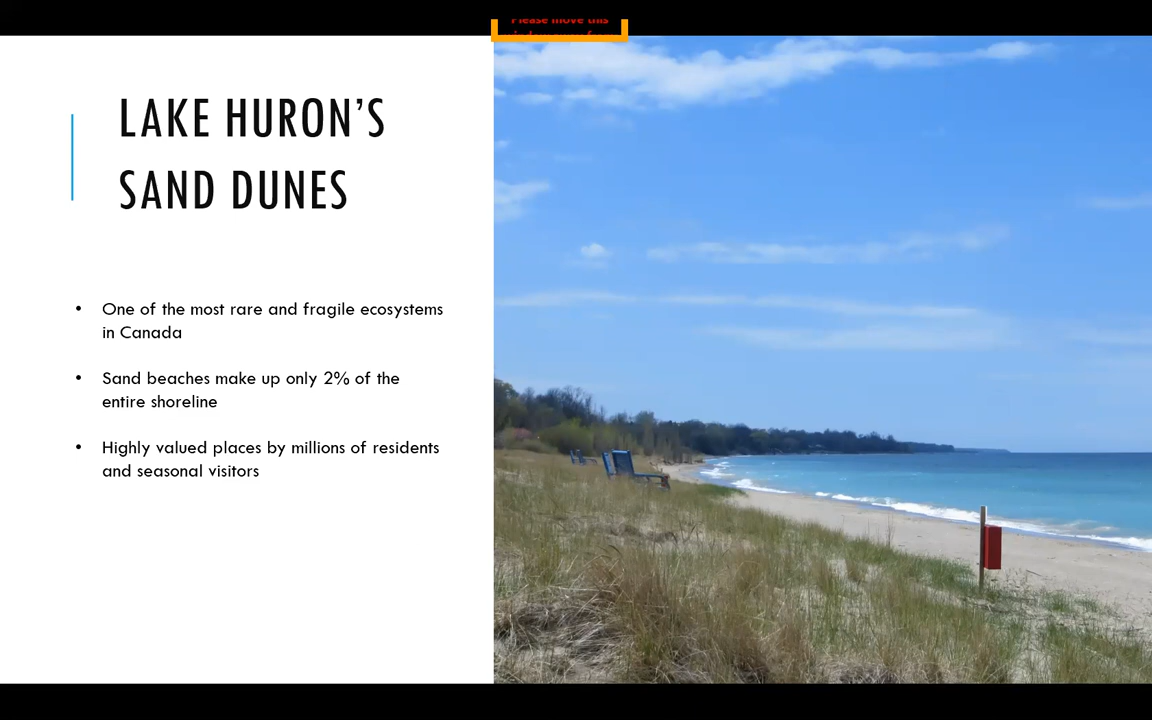 Please move this
LAKE HURON’S
SAND DUNES
• One of the most rare and fragile ecosystems
in Canada
• Sand beaches make up only 2% of the
entire shoreline
• Highly valued places by millions of residents
and seasonal visitors